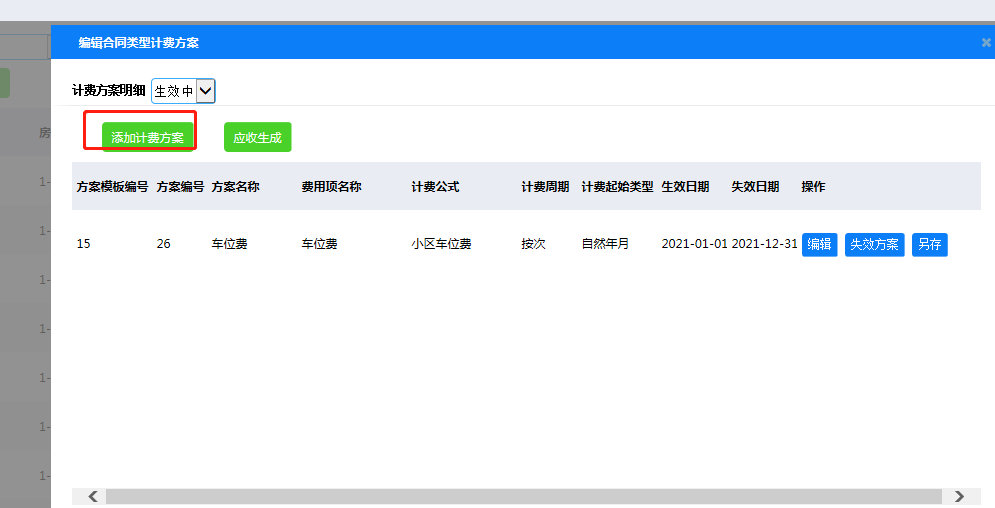 编辑合同类型计费方案
计费方案明细 生效中
添加计费方案 应收生成
房
方案模板编号 方案编号 方案名称 费用项名称 计费公式 计费周期 计费起始类型 生效日期 失效日期 操作
1-
1-
15 26 车位费 车位费 小区车位费 按次 自然年月 2021-01-01 2021-12-31 编辑 失效方案 另存
1-
1-
1-
1-
1-